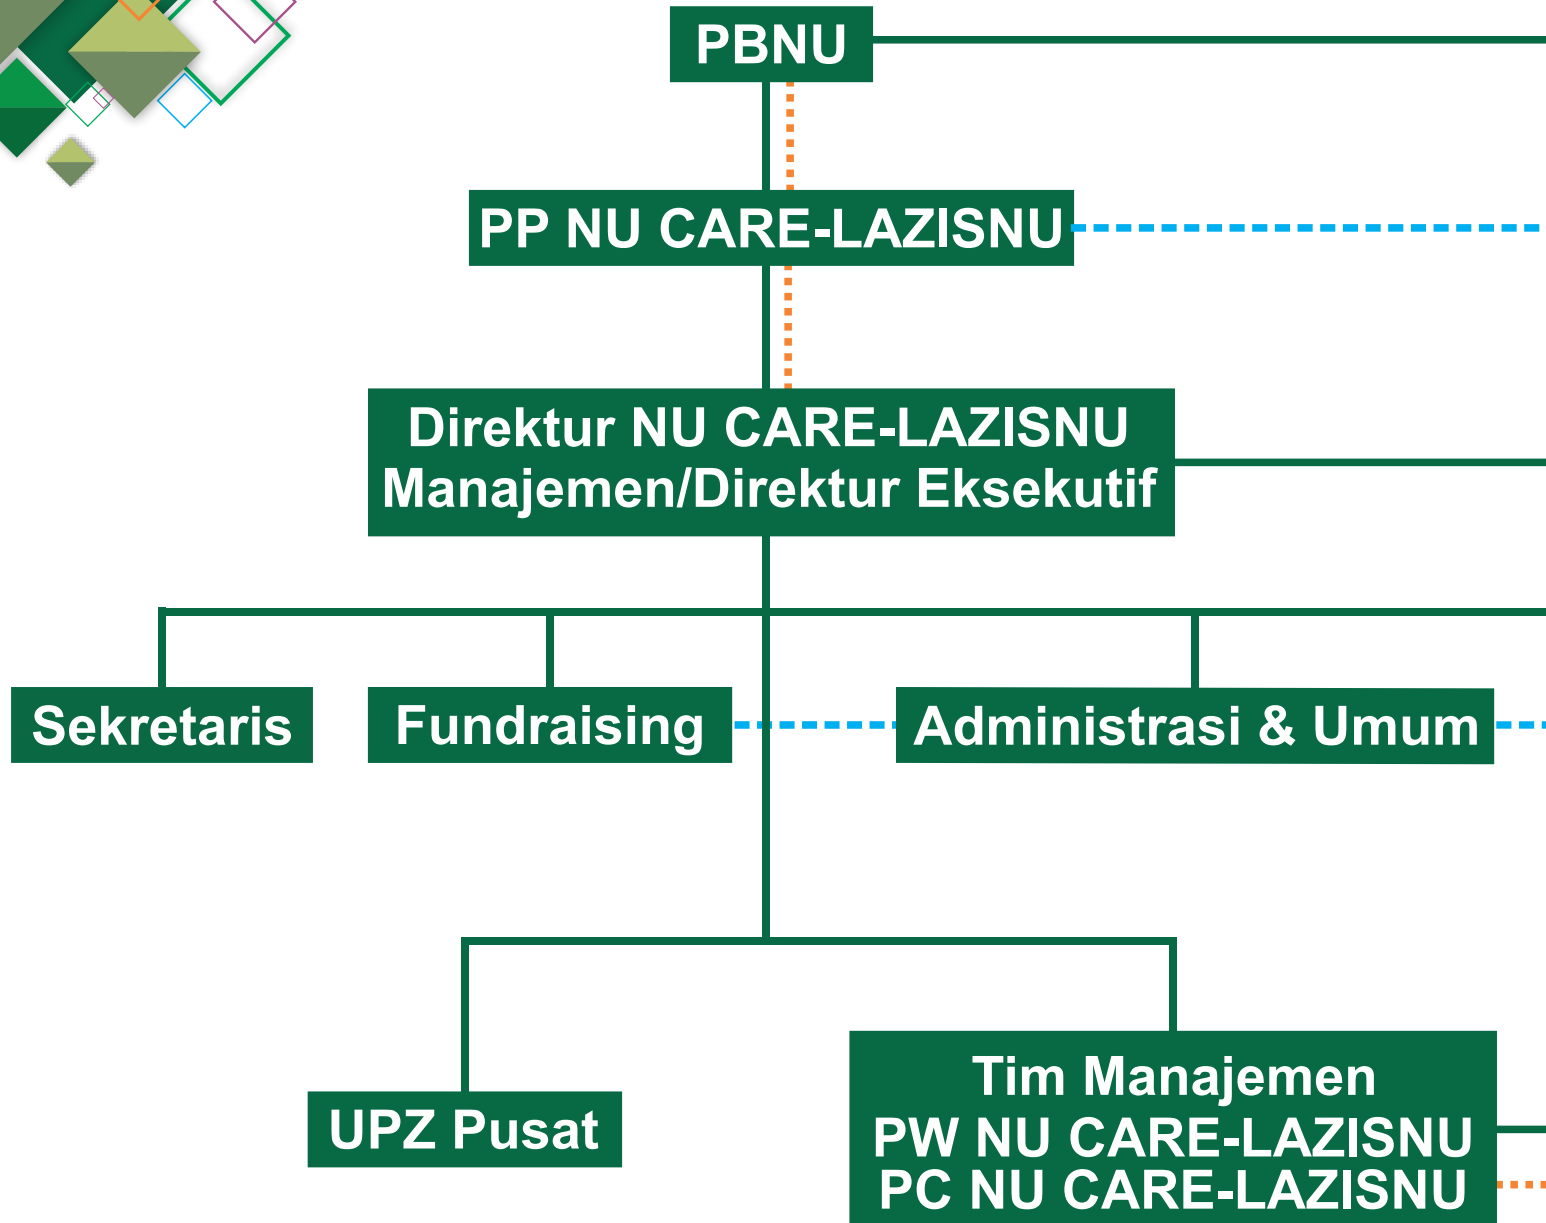 PBNU
PP NU CARE-LAZISNU
Direktur NU CARE-LAZISNU
Manajemen/Direktur Eksekutif
Sekretaris
Fundraising
Administrasi & Umum
UPZ Pusat
Tim Manajemen
PW NU CARE-LAZISNU
PC NU CARE-LAZISNU